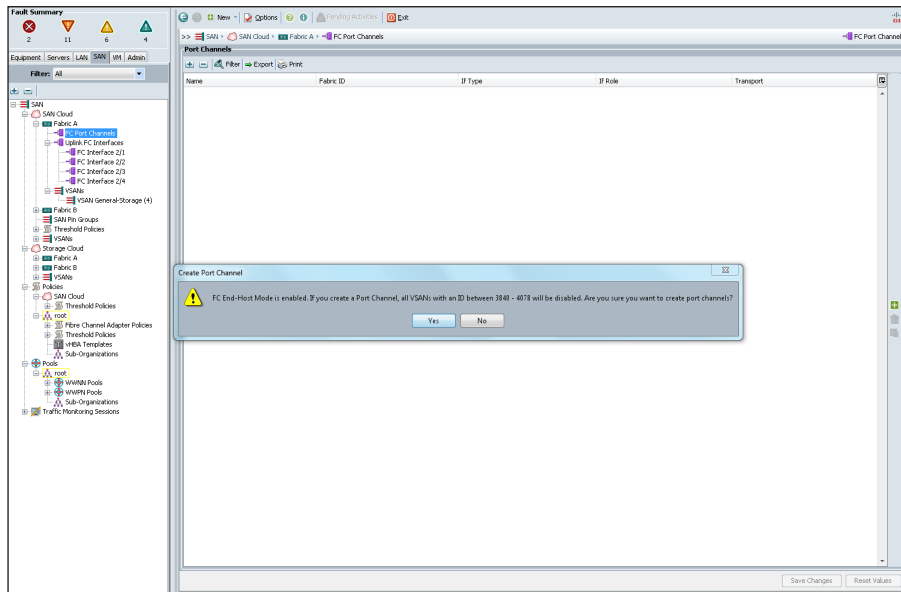 Fault Summary
2 11 6 4
Equipment Servers LAN SAN VM Admin
Filter: All
SAN
SAN Cloud
Fabric A
FC Port Channels
Uplink FC Interfaces
FC Interface 2/1
FC Interface 2/2
FC Interface 2/3
FC Interface 2/4
VSANs
VSAN General-Storage (4)
Fabric B
SAN Pin Groups
Threshold Policies
VSANs
Storage Cloud
Fabric A
Fabric B
VSANs
Policies
SAN Cloud
Threshold Policies
root
Fibre Channel Adapter Policies
Threshold Policies
vHBA Templates
Sub-Organizations
Pools
root
WWNN Pools
WWPN Pools
Sub-Organizations
Traffic Monitoring Sessions
New Options Pending Activities Exit
>> SAN SAN Cloud Fabric A FC Port Channels FC Port Channel
Port Channels
Filter Export Print
Name Fabric ID If Type If Role Transport
Create Port Channel
FC End-Host Mode is enabled. If you create a Port Channel, all VSANs with an ID between 3840 - 4078 will be disabled. Are you sure you want to create port channels?
Yes No
Save Changes Reset Values